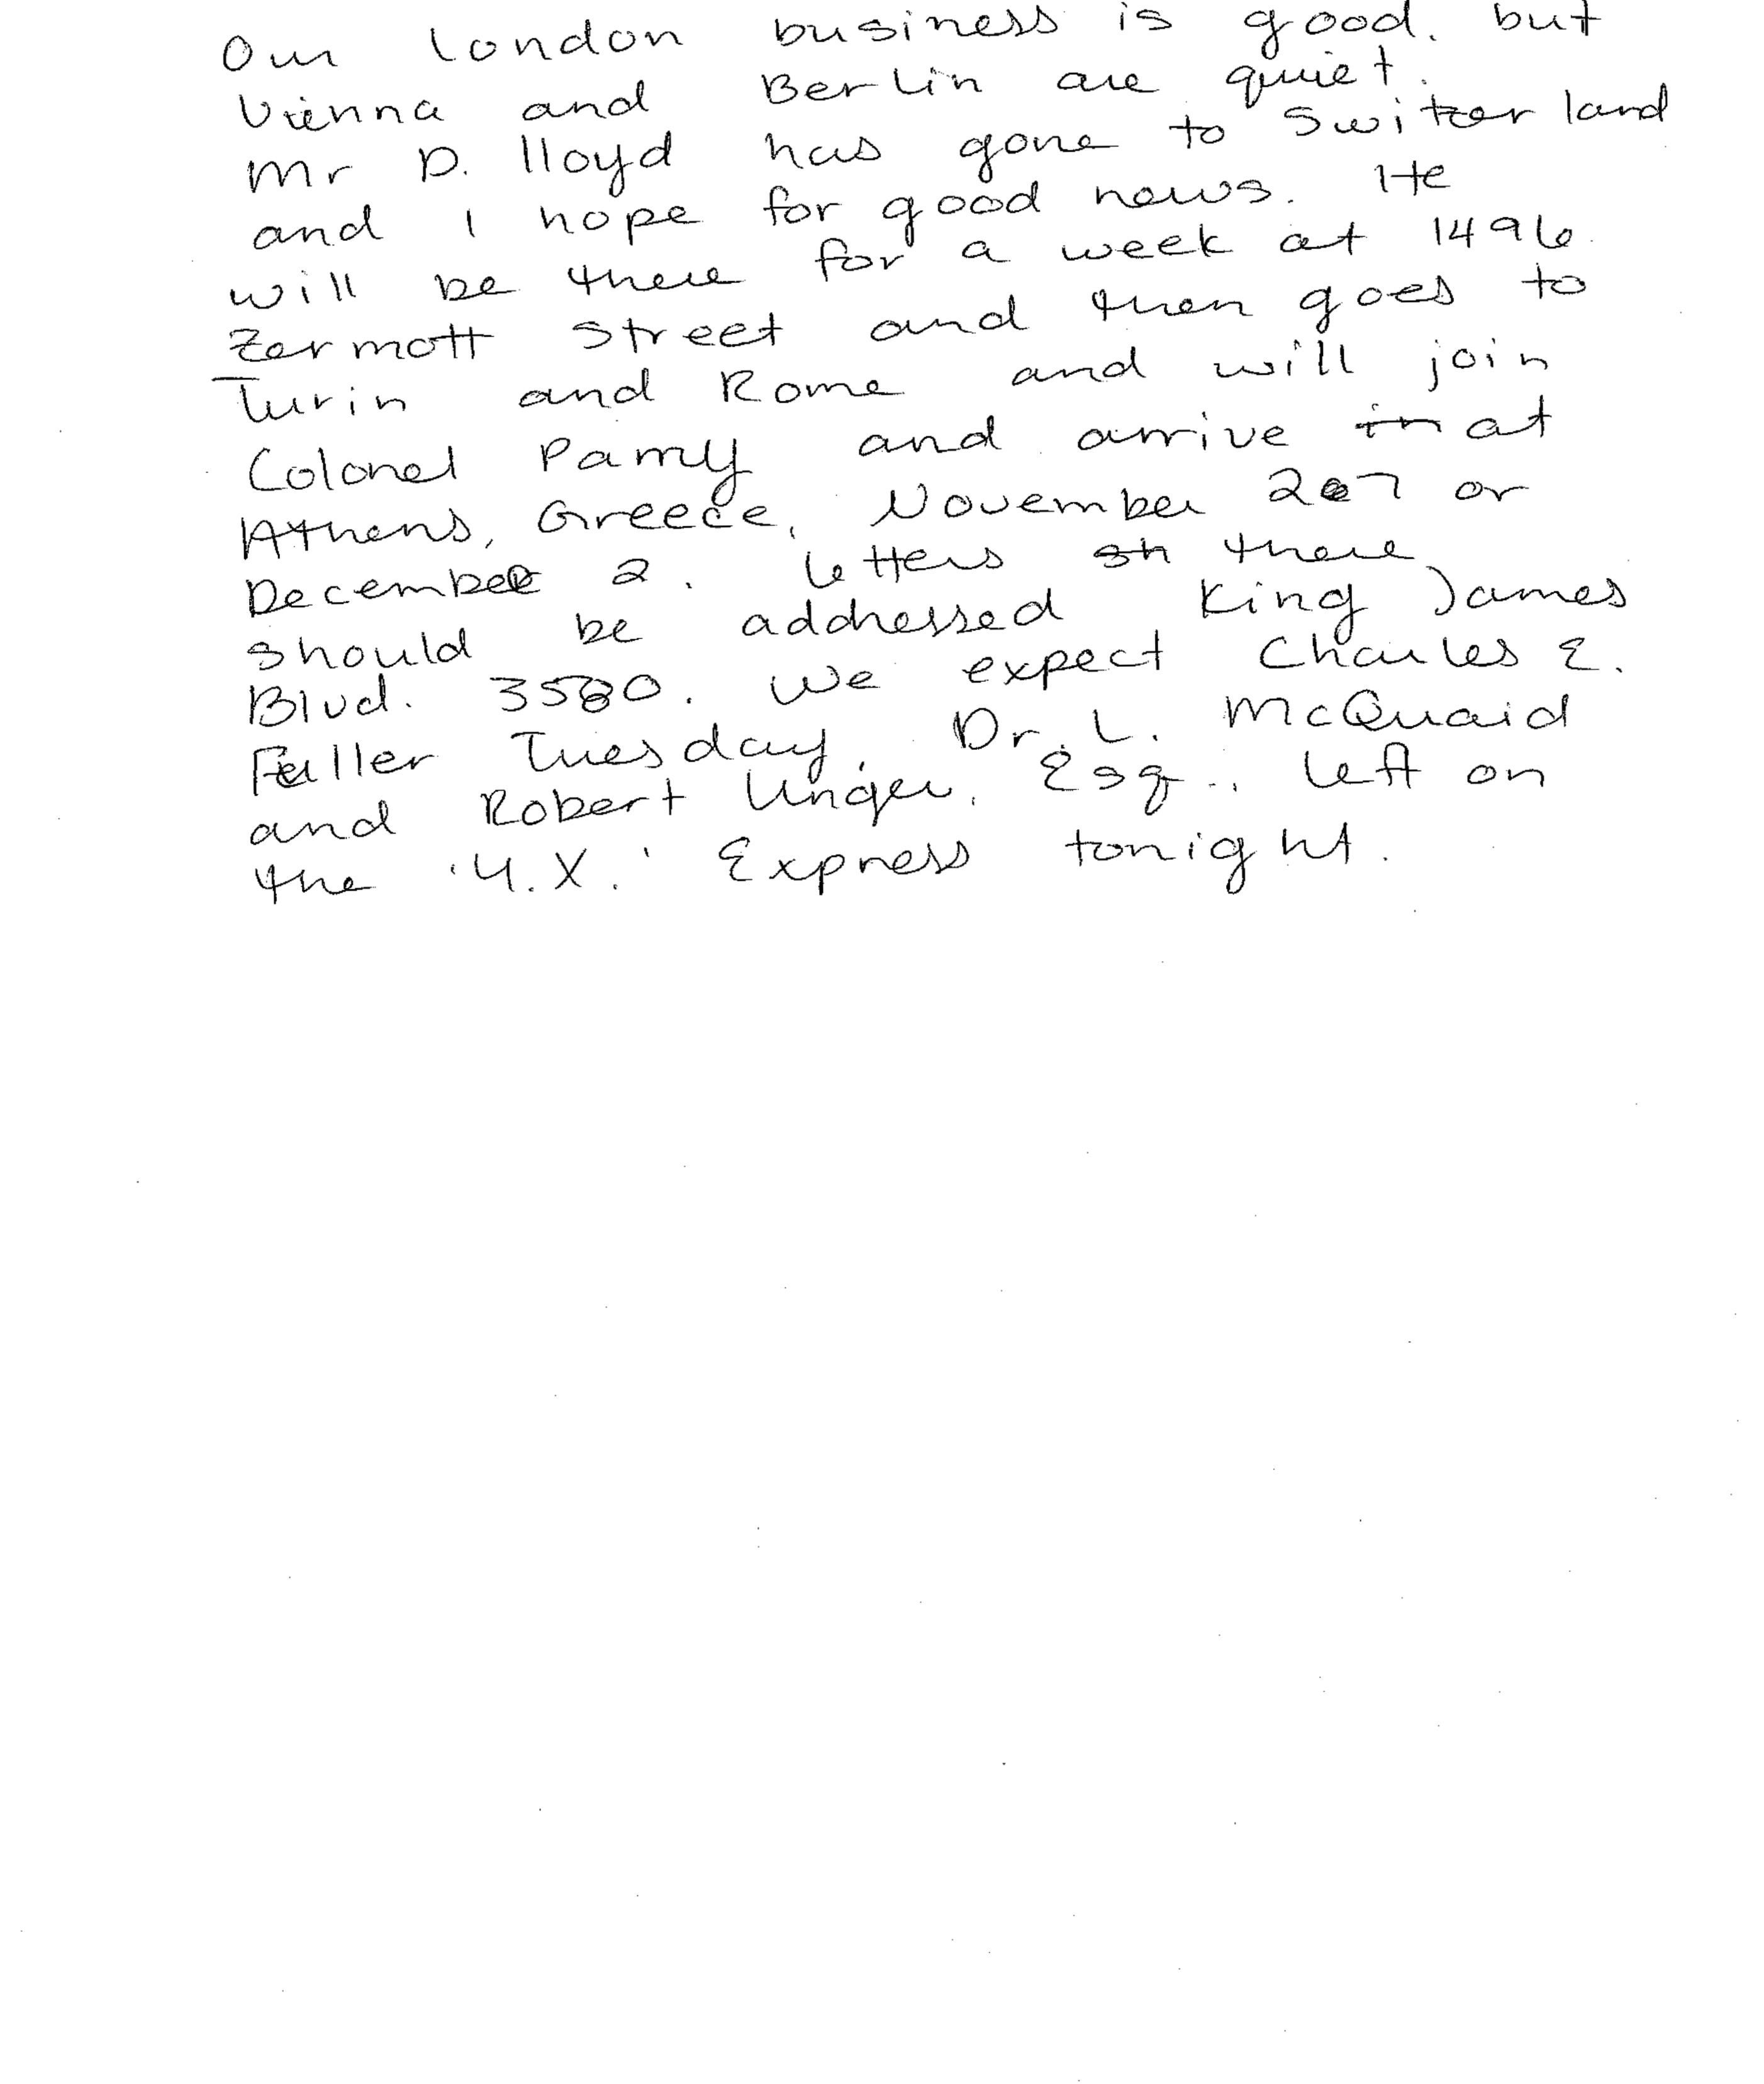 Our london business is good, but
Vienna and Berlin are quiet.
Mr D. lloyd has gone to Switzerland
and I hope for good news. He
will be there for a week at 1496
Zermott Street and then goes to
Turin and Rome and will join
Colonel Parry and arrive in at
Athens, Greece, November 27 or
December 2. Letters sh there
should be addressed King James
Blvd. 3580. We expect Charles E.
Fuller Tuesday. Dr. L. McQuaid
and Robert Unger, Esq., left on
the 'Y.X.' Express tonight.